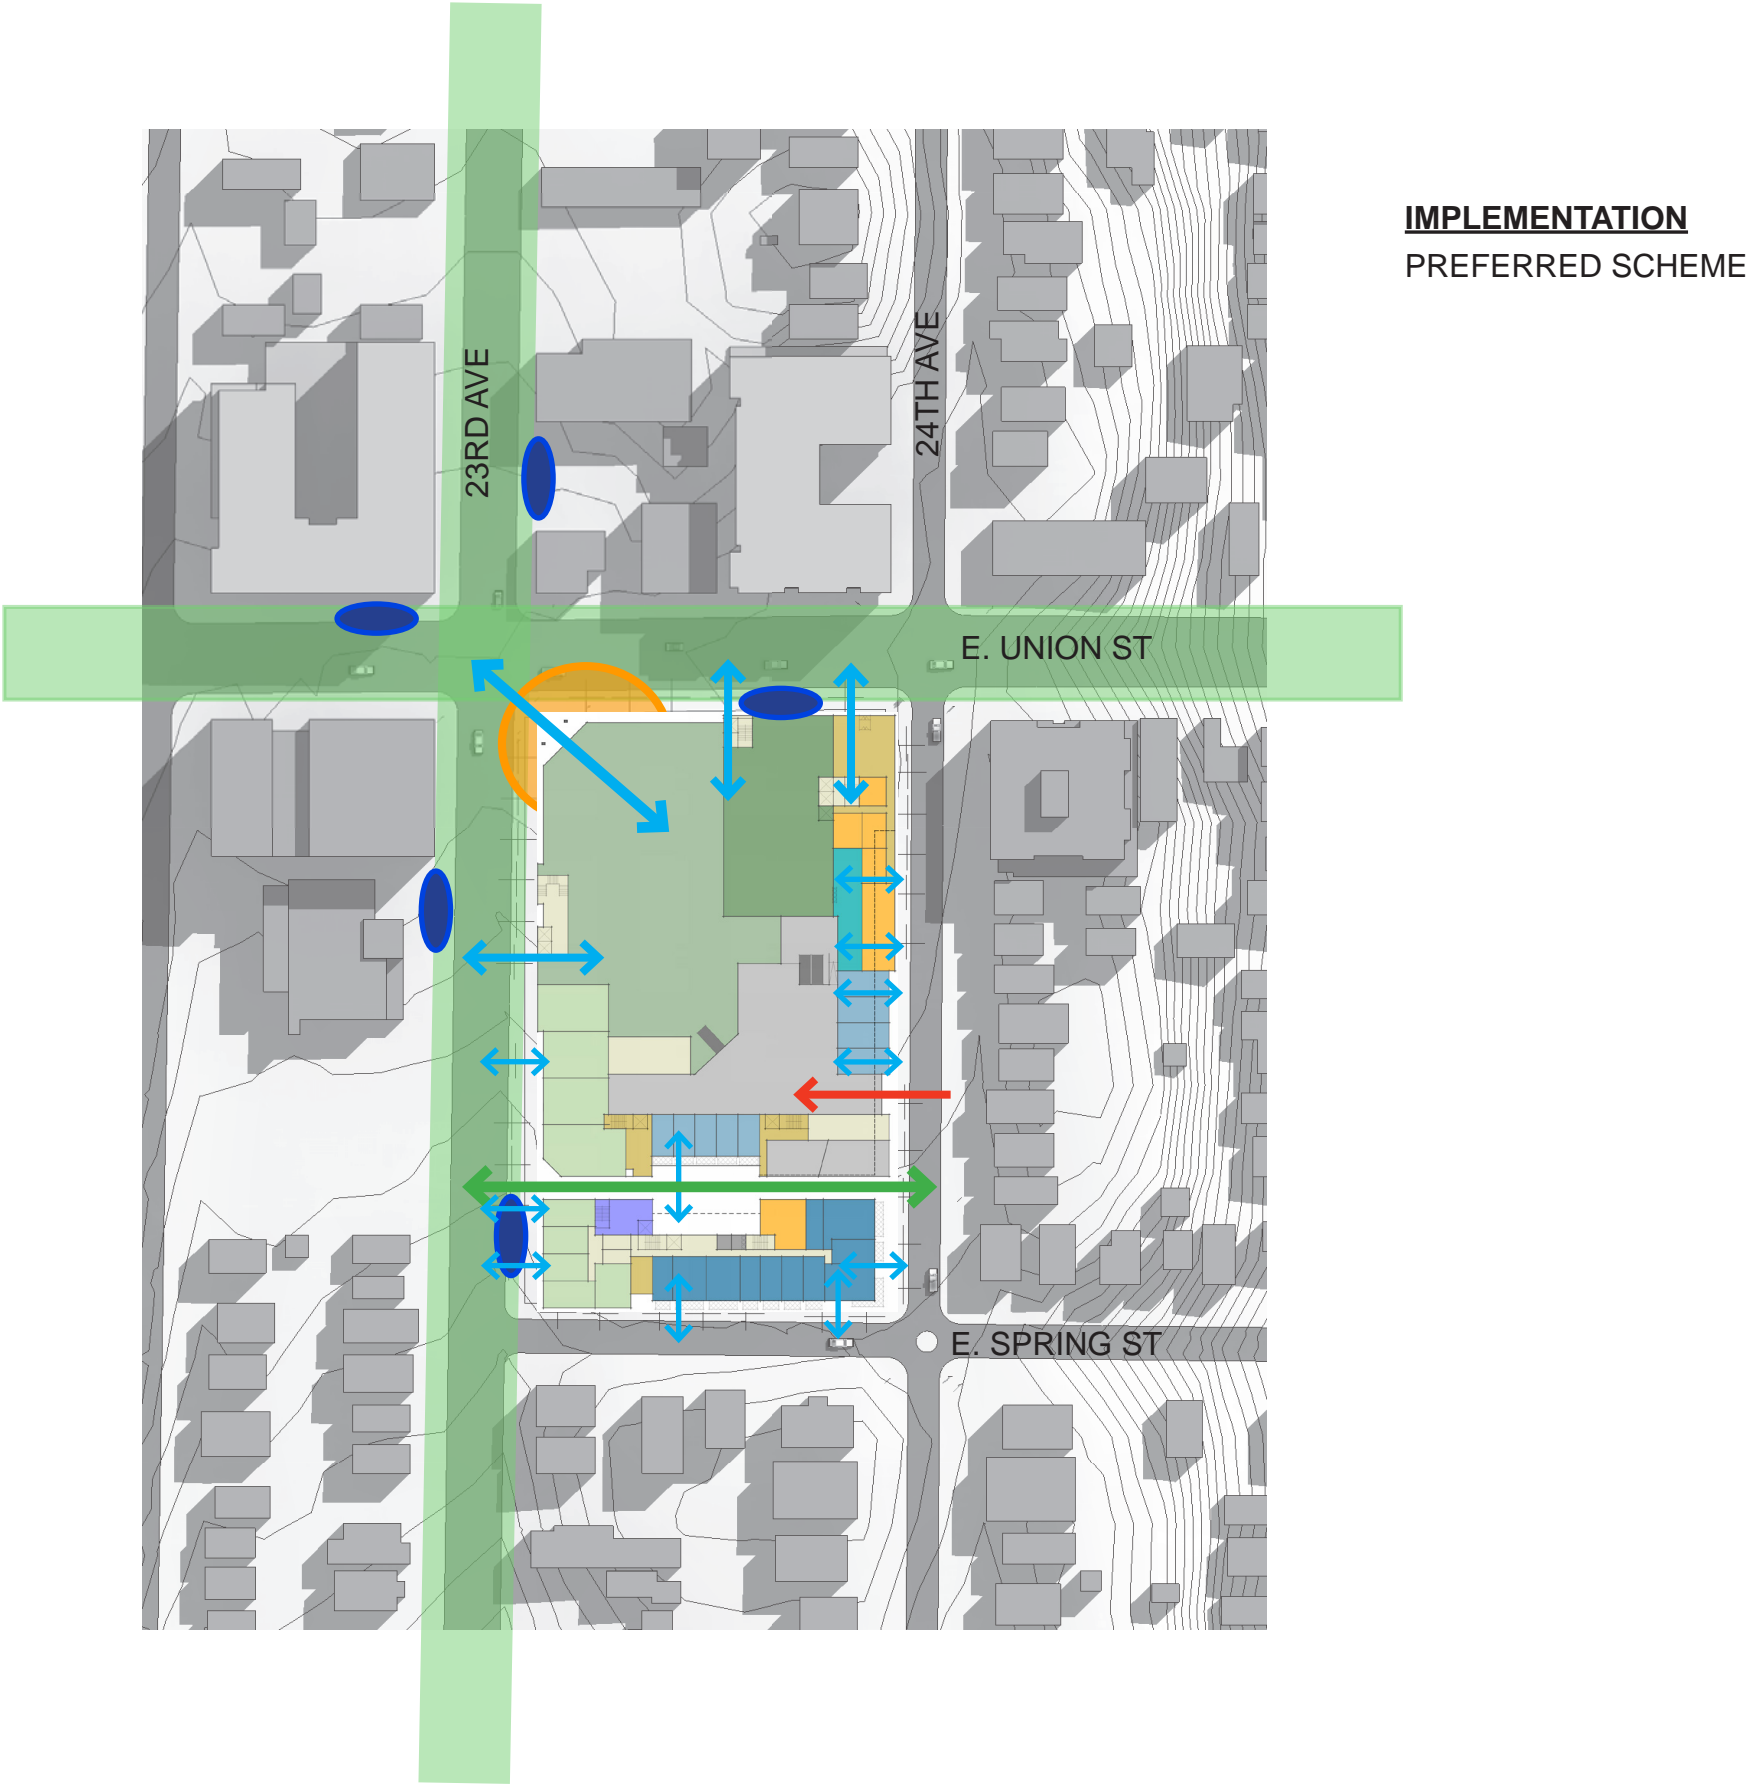 IMPLEMENTATION
PREFERRED SCHEME
23RD AVE
24TH AVE
E. UNION ST
E. SPRING ST